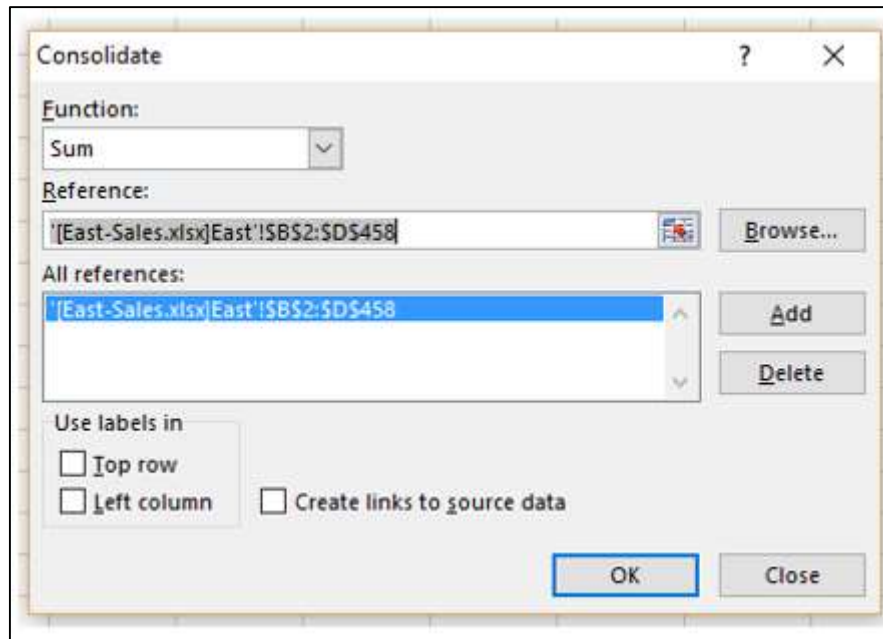 Consolidate ?
Function:
Sum
Reference:
'[East-Sales.xlsx]East'!$B$2:$D$458
Browse...
All references:
'[East-Sales.xlsx]East'!$B$2:$D$458
Add
Delete
Use labels in
Top row
Left column
Create links to source data
OK
Close